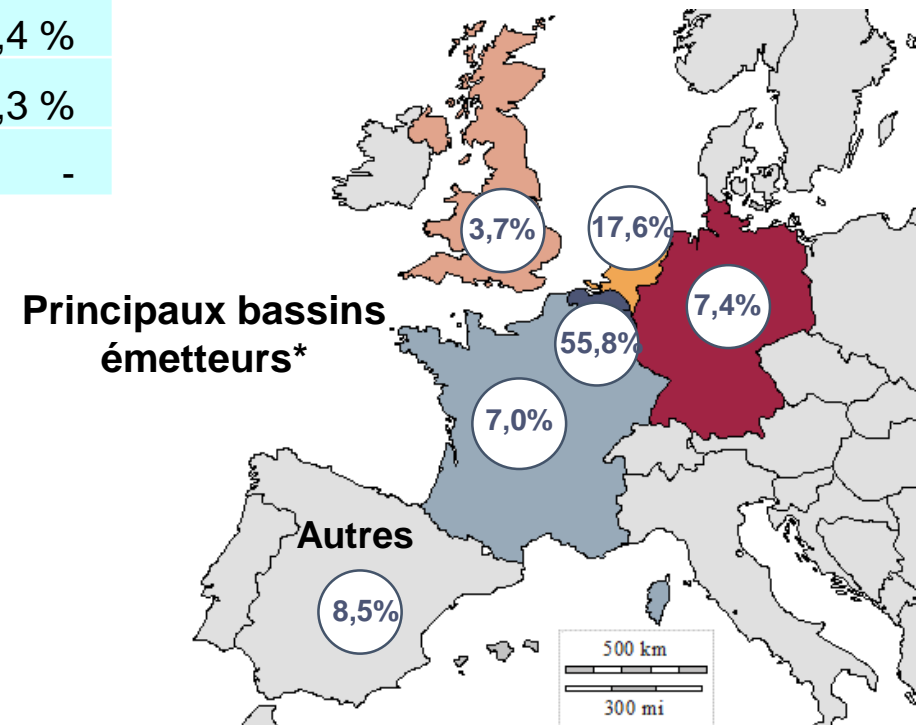 ,4 %
,3 %
-
3,7%
17,6%
Principaux bassins
émetteurs*
7,4%
55,8%
7,0%
Autres
8,5%
500 km
300 mi